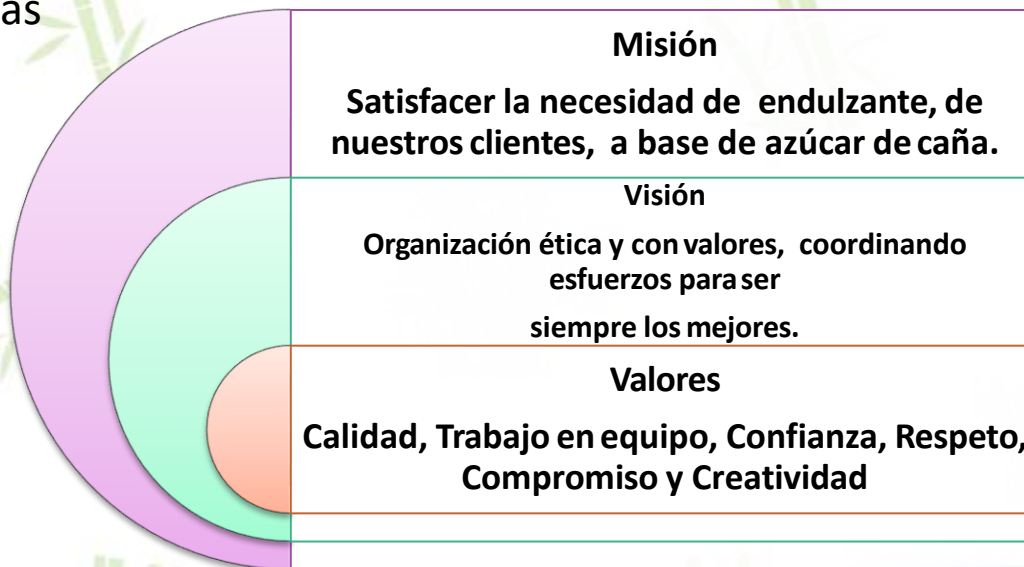 as
Misión
Satisfacer la necesidad de endulzante, de
nuestros clientes, a base de azúcar de caña.
Visión
Organización ética y con valores, coordinando
esfuerzos para ser
siempre los mejores.
Valores
Calidad, Trabajo en equipo, Confianza, Respeto,
Compromiso y Creatividad